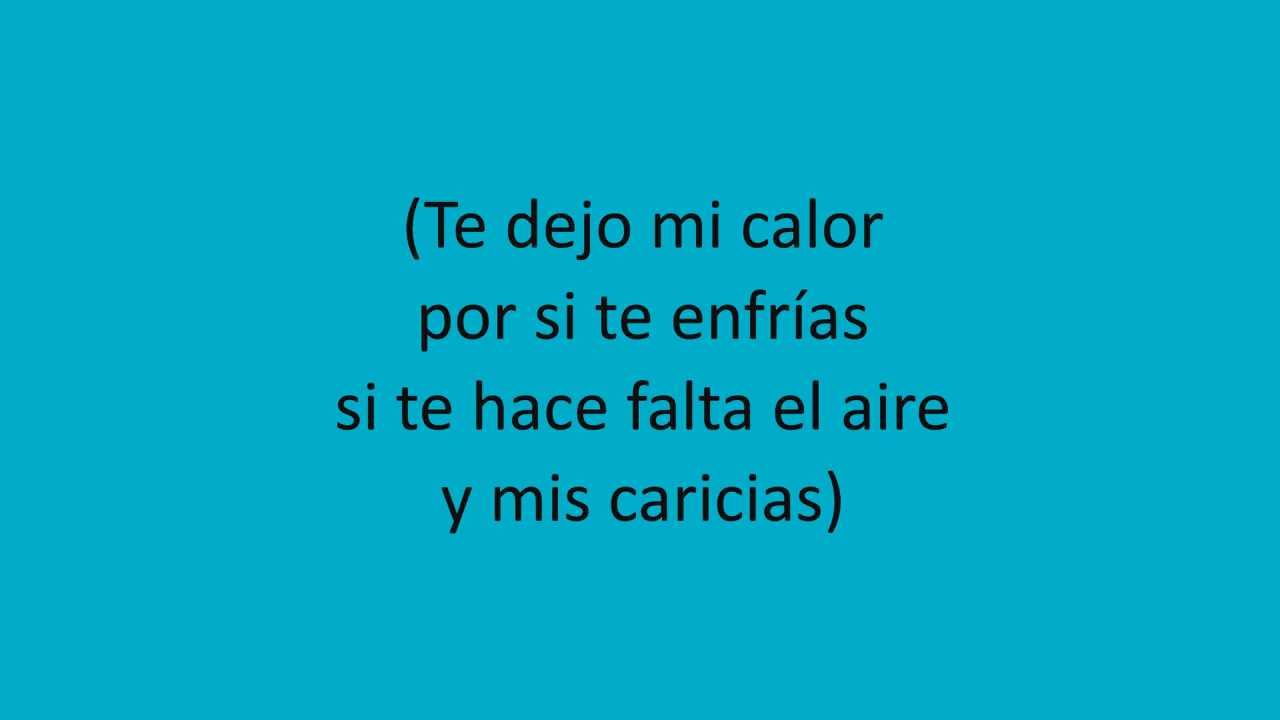 (Te dejo mi calor
por si te enfrías
si te hace falta el aire
y mis caricias)